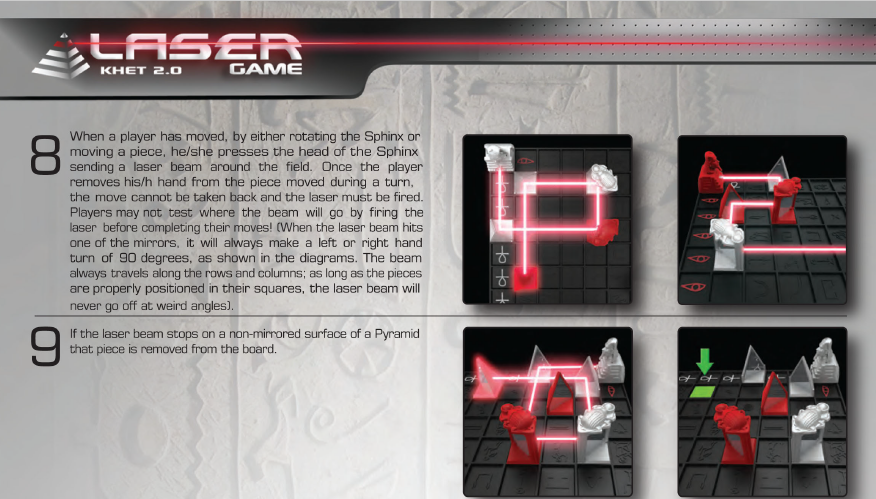 LASER
KHET 2.0 GAME
8
When a player has moved, by either rotating the Sphinx or
moving a piece, he/she presses the head of the Sphinx
sending a laser beam around the field. Once the player
removes his/h hand from the piece moved during a turn,
the move cannot be taken back and the laser must be fired.
Players may not test where the beam will go by firing the
laser before completing their moves! (When the laser beam hits
one of the mirrors, it will always make a left or right hand
turn of 90 degrees, as shown in the diagrams. The beam
always travels along the rows and columns; as long as the pieces
are properly positioned in their squares, the laser beam will
never go off at weird angles).
9
If the laser beam stops on a non-mirrored surface of a Pyramid
that piece is removed from the board.